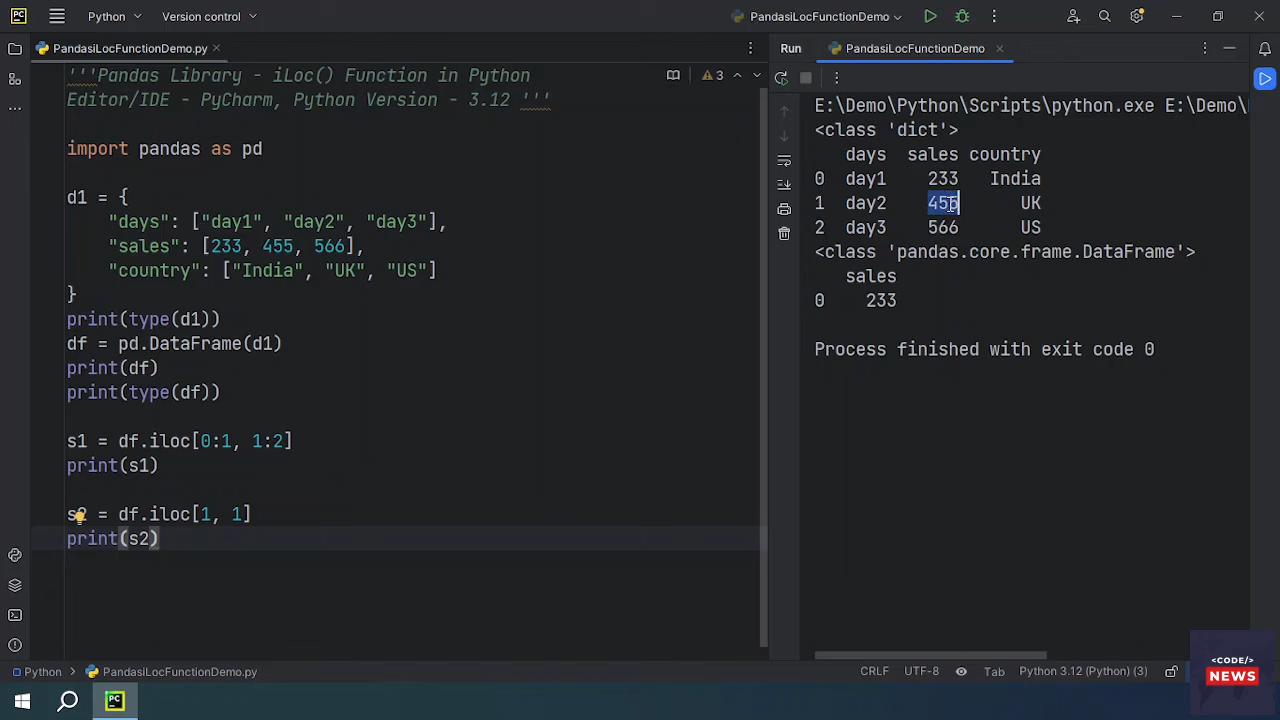 PC Python Version control PandasiLocFunctionDemo
PandasiLocFunctionDemo.py
'''Pandas Library - iLoc() Function in Python
Editor/IDE - PyCharm, Python Version - 3.12 '''
3
import pandas as pd
d1 = {
"days": ["day1", "day2", "day3"],
"sales": [233, 455, 566],
"country": ["India", "UK", "US"]
}
print(type(d1))
df = pd.DataFrame(d1)
print(df)
print(type(df))
s1 = df.iloc[0:1, 1:2]
print(s1)
s2 = df.iloc[1, 1]
print(s2)
Run PandasiLocFunctionDemo
E:\Demo\Python\Scripts\python.exe E:\Demo\
<class 'dict'>
days sales country
0 day1 233 India
1 day2 455 UK
2 day3 566 US
<class 'pandas.core.frame.DataFrame'>
sales
0 233
Process finished with exit code 0
Python > PandasiLocFunctionDemo.py
CRLF UTF-8 Tab Python 3.12 (Python) (3)
<CODE/>
NEWS
PC